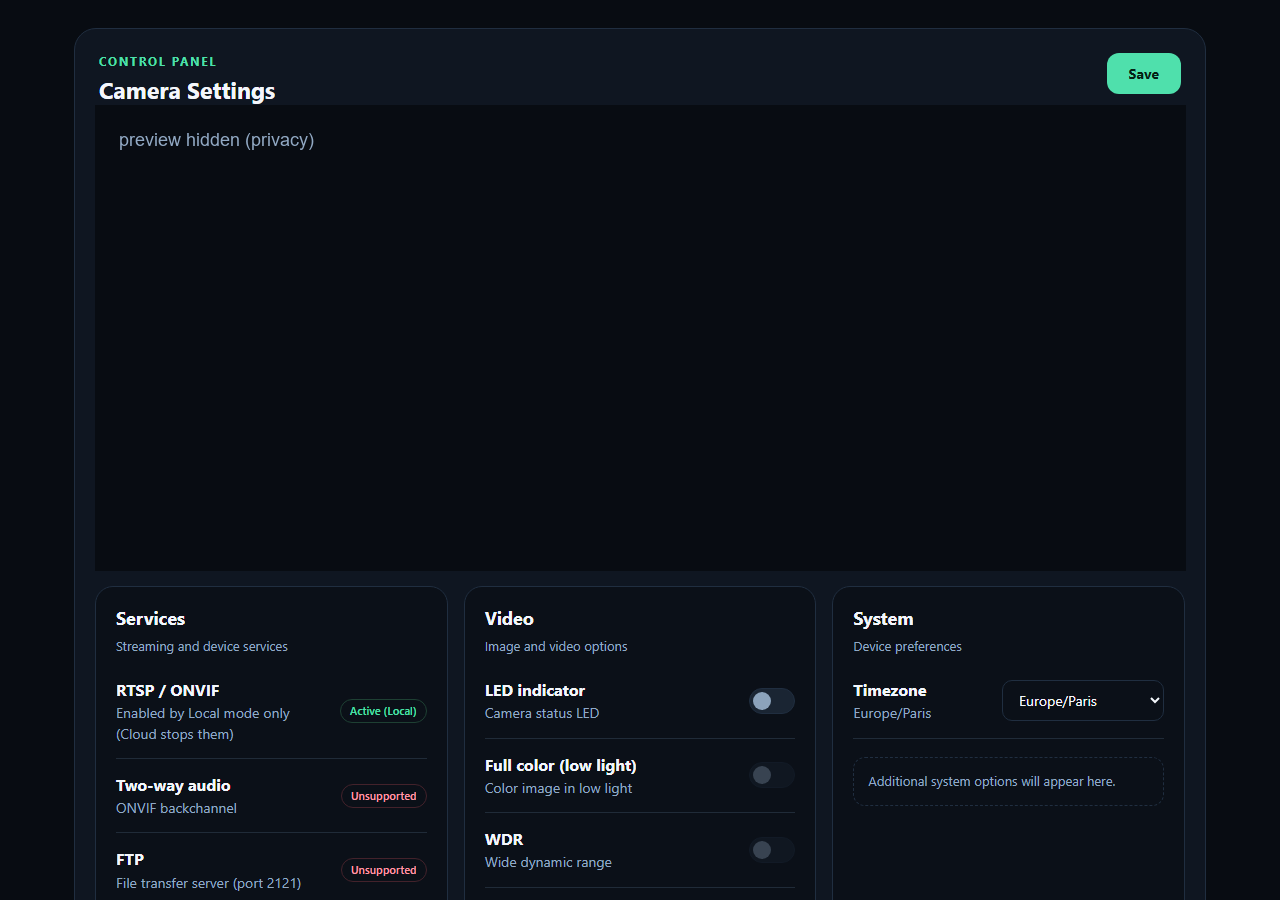 CONTROL PANEL
Camera Settings
Save
preview hidden (privacy)
Services
Streaming and device services
RTSP / ONVIF
Enabled by Local mode only
(Cloud stops them)
Active (Local)
Two-way audio
ONVIF backchannel
Unsupported
FTP
File transfer server (port 2121)
Unsupported
Video
Image and video options
LED indicator
Camera status LED
Full color (low light)
Color image in low light
WDR
Wide dynamic range
System
Device preferences
Timezone
Europe/Paris
Europe/Paris
Additional system options will appear here.